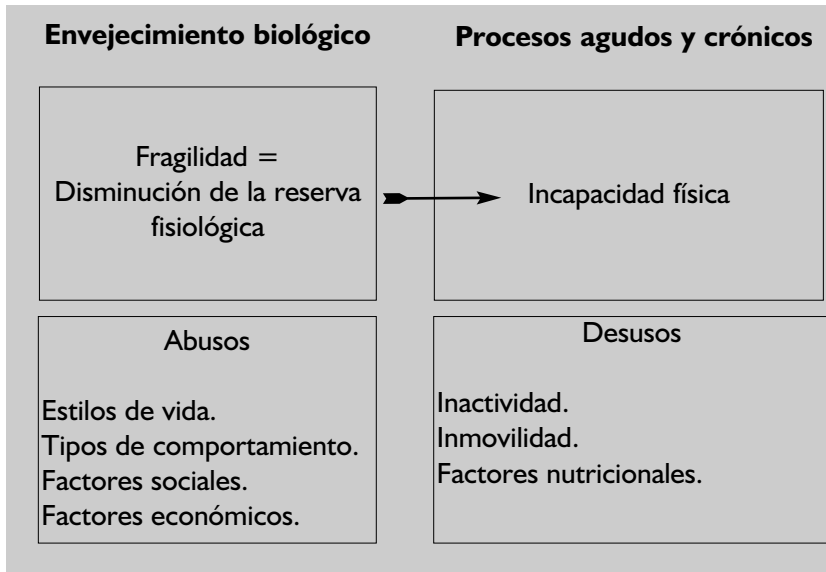 Envejecimiento biológico
Procesos agudos y crónicos
Fragilidad =
Disminución de la reserva
fisiológica
Incapacidad física
Abusos
Estilos de vida.
Tipos de comportamiento.
Factores sociales.
Factores económicos.
Desusos
Inactividad.
Inmovilidad.
Factores nutricionales.